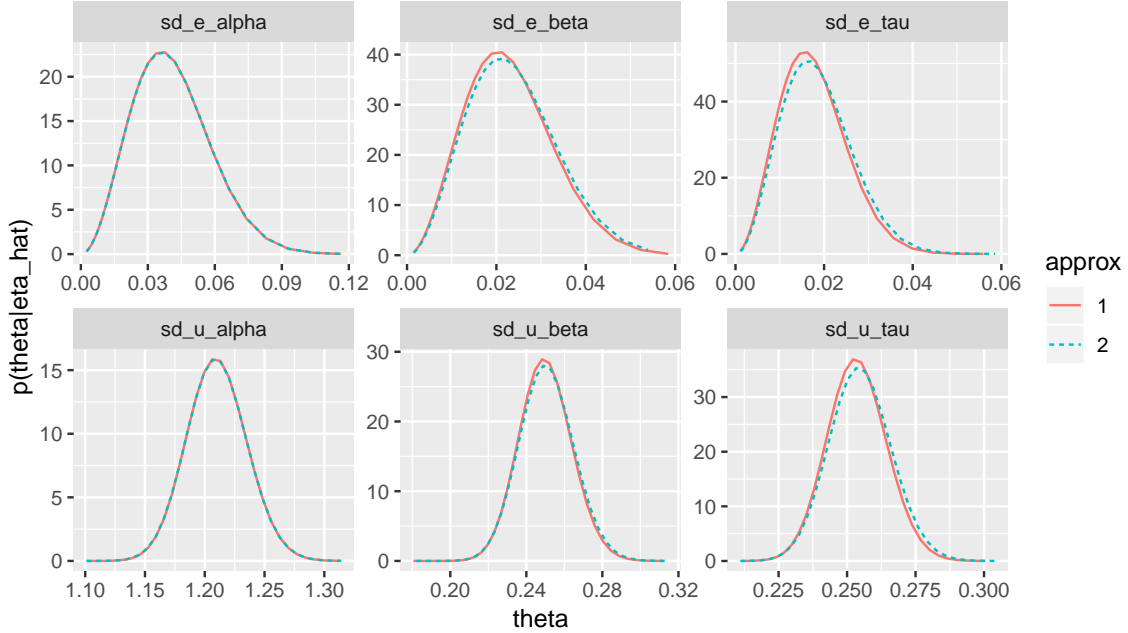 sd_e_alpha sd_e_beta sd_e_tau
20
15
10
5
0
0.00 0.03 0.06 0.09 0.12
40
30
20
10
0
0.00 0.02 0.04 0.06
40
20
0
0.00 0.02 0.04 0.06
sd_u_alpha sd_u_beta sd_u_tau
15
10
5
0
1.10 1.15 1.20 1.25 1.30
30
20
10
0
0.20 0.24 0.28 0.32
30
20
10
0
0.225 0.250 0.275 0.300
p(theta|eta_hat)
theta
approx
1
2